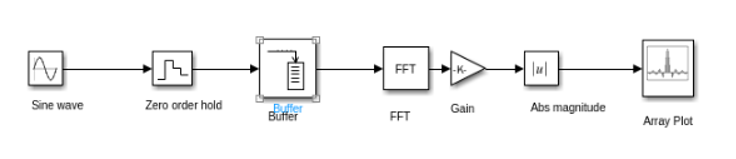 FFT
-K-
|u|
Sine wave
Zero order hold
Buffer
Buffer
FFT
Gain
Abs magnitude
Array Plot